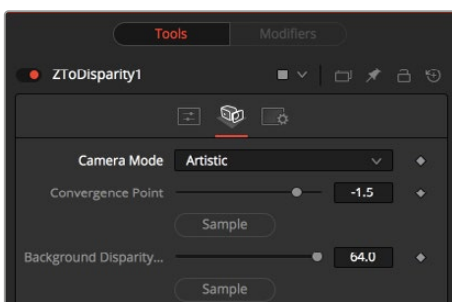 Tools Modifiers
ZToDisparity1
Camera Mode Artistic
Convergence Point -1.5
Sample
Background Disparity... 64.0
Sample